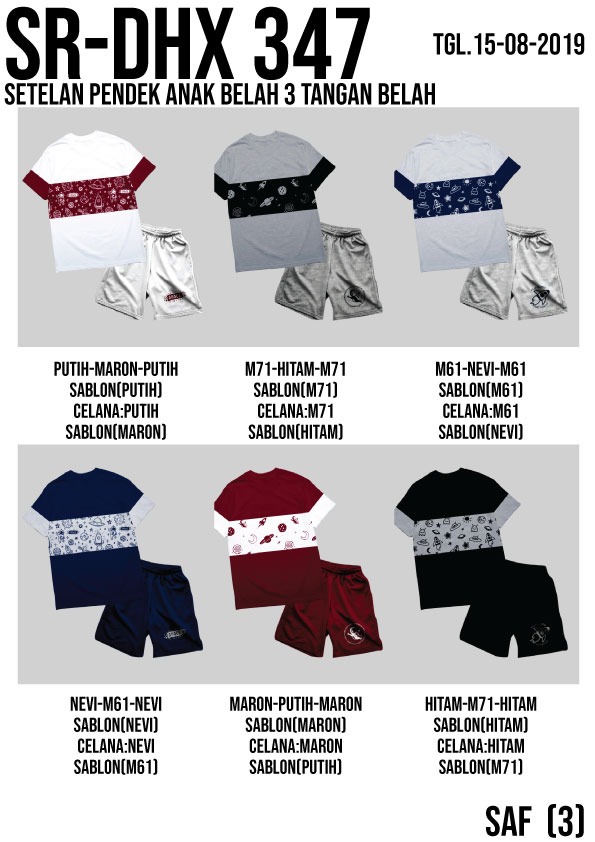 SR-DHX 347
TGL.15-08-2019
SETELAN PENDEK ANAK BELAH 3 TANGAN BELAH
PUTIH-MARON-PUTIH
SABLON(PUTIH)
CELANA:PUTIH
SABLON(MARON)
M71-HITAM-M71
SABLON(M71)
CELANA:M71
SABLON(HITAM)
M61-NEVI-M61
SABLON(M61)
CELANA:M61
SABLON(NEVI)
NEVI-M61-NEVI
SABLON(NEVI)
CELANA:NEVI
SABLON(M61)
MARON-PUTIH-MARON
SABLON(MARON)
CELANA:MARON
SABLON(PUTIH)
HITAM-M71-HITAM
SABLON(HITAM)
CELANA:HITAM
SABLON(M71)
SAF (3)